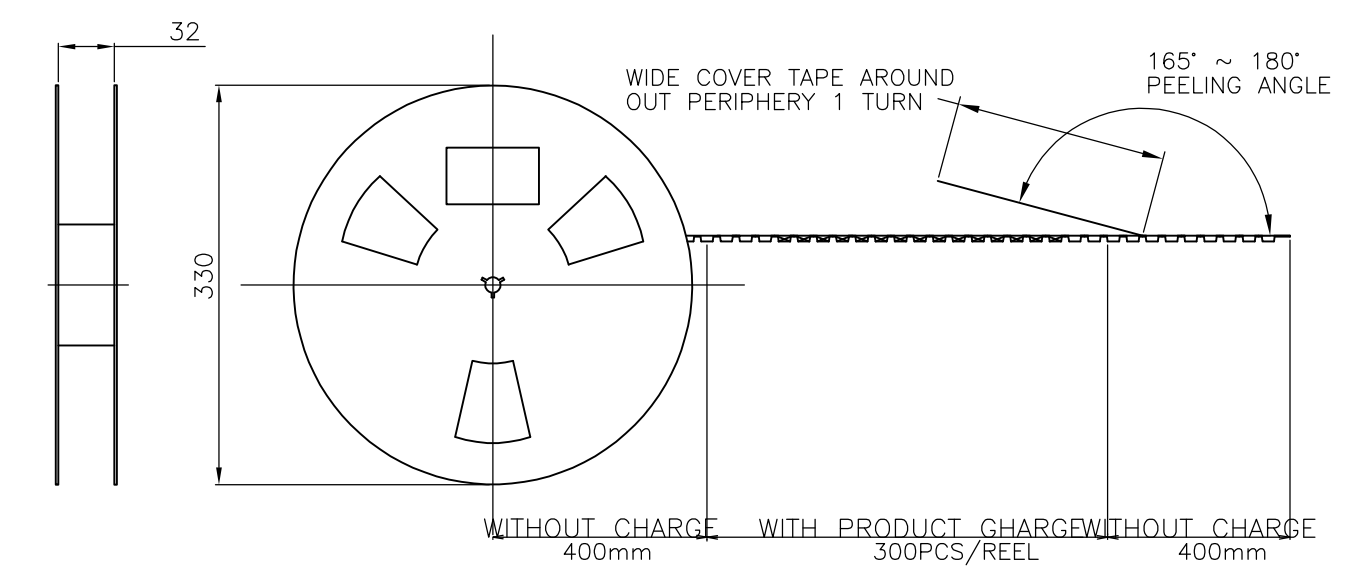 32
WIDE COVER TAPE AROUND
OUT PERIPHERY 1 TURN
165° ~ 180°
PEELING ANGLE
330
WITHOUT CHARGE
400mm
WITH PRODUCT GHARGE
300PCS/REEL
WITHOUT CHARGE
400mm